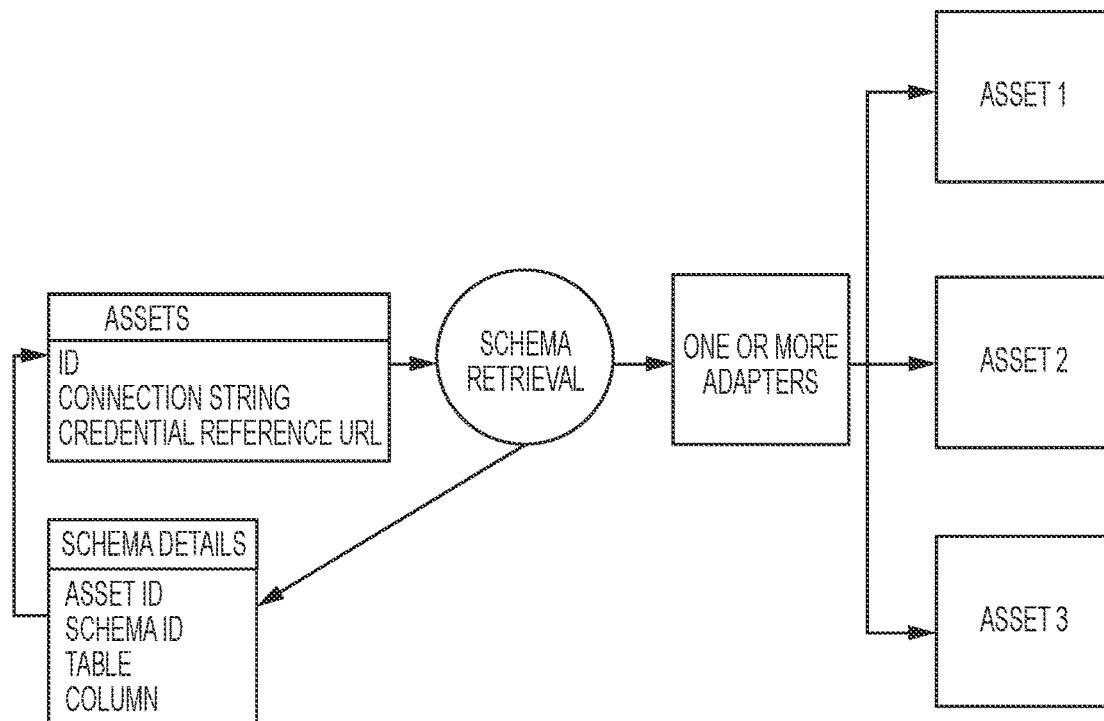 ASSETS
ID
CONNECTION STRING
CREDENTIAL REFERENCE URL
SCHEMA DETAILS
ASSET ID
SCHEMA ID
TABLE
COLUMN
SCHEMA
RETRIEVAL
ONE OR MORE
ADAPTERS
ASSET 1
ASSET 2
ASSET 3